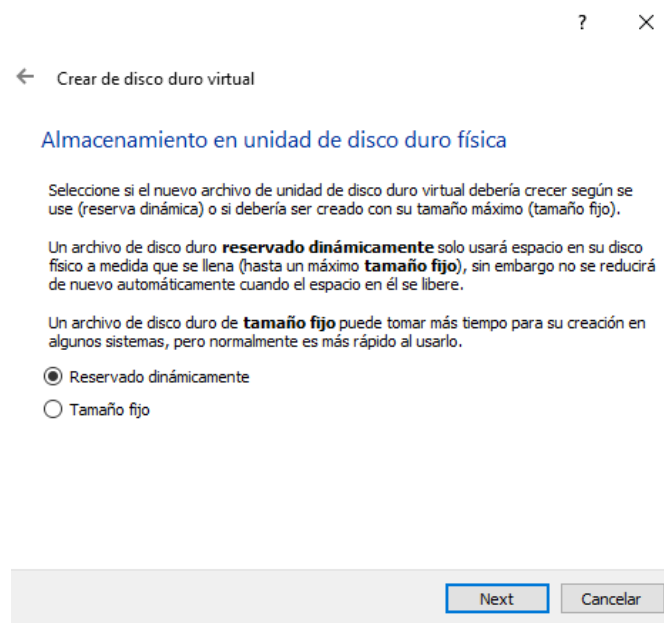 ?
Crear de disco duro virtual
Almacenamiento en unidad de disco duro física
Seleccione si el nuevo archivo de unidad de disco duro virtual debería crecer según se
use (reserva dinámica) o si debería ser creado con su tamaño máximo (tamaño fijo).
Un archivo de disco duro reservado dinámicamente solo usará espacio en su disco
físico a medida que se llena (hasta un máximo tamaño fijo), sin embargo no se reducirá
de nuevo automáticamente cuando el espacio en él se libere.
Un archivo de disco duro de tamaño fijo puede tomar más tiempo para su creación en
algunos sistemas, pero normalmente es más rápido al usarlo.
Reservado dinámicamente
Tamaño fijo
Next Cancelar